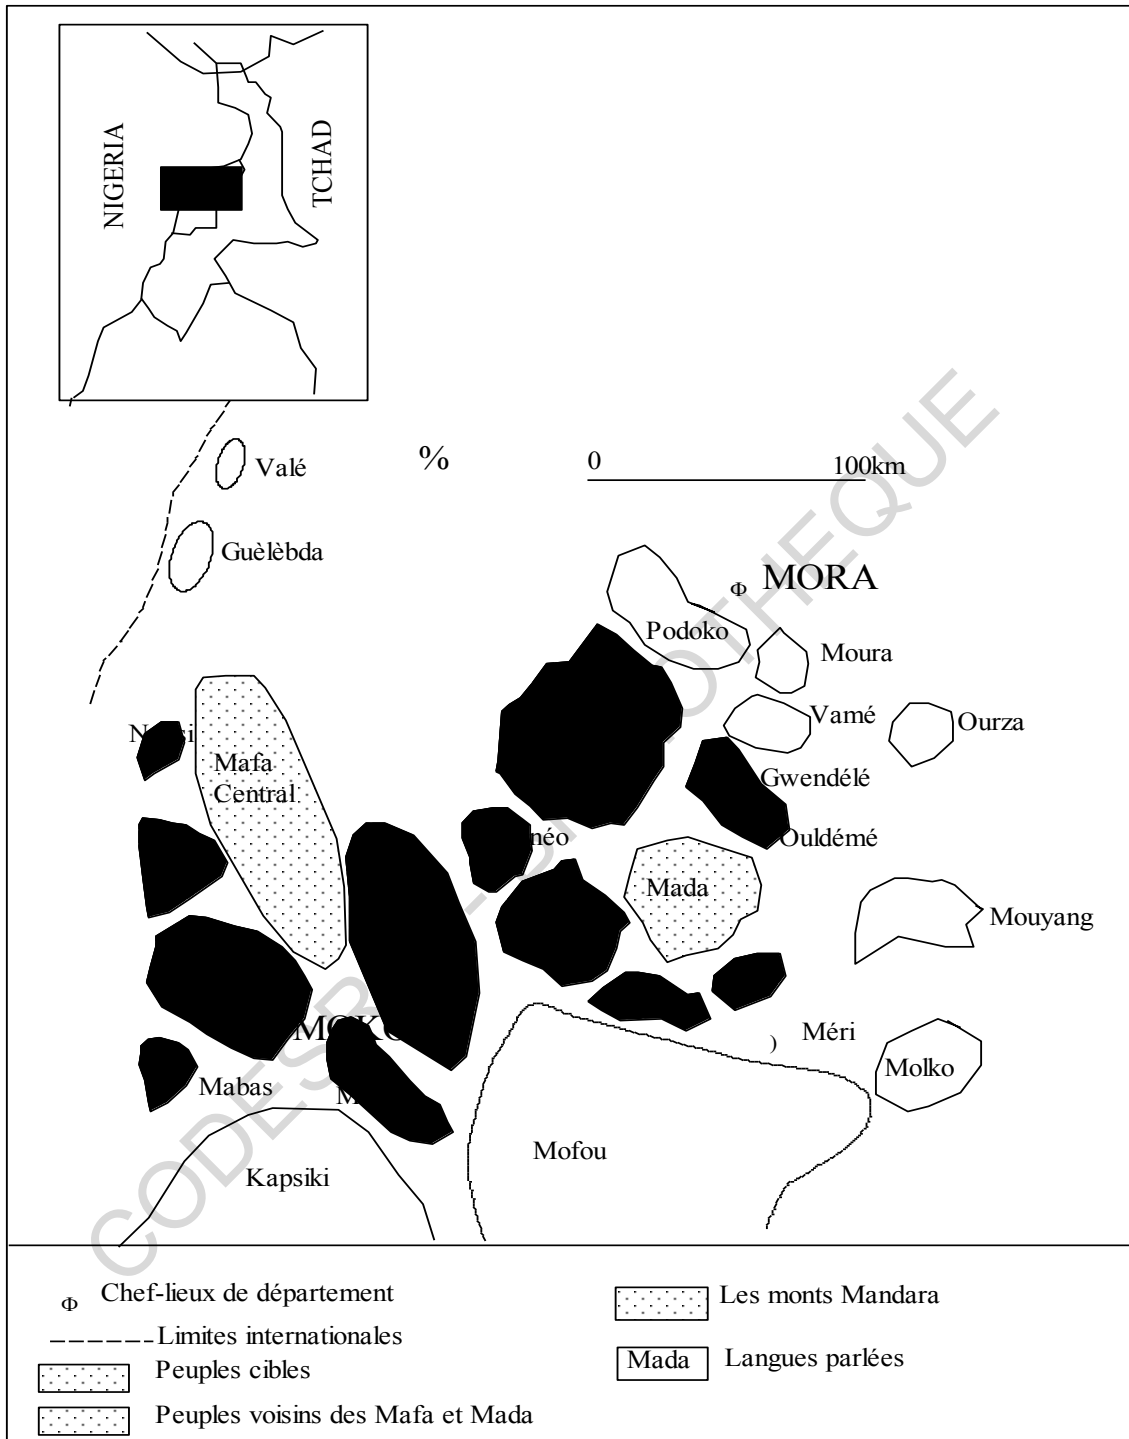 NIGERIA
TCHAD
Valé
%
0
100km
Guèlèbda
Φ MORA
Podoko
Moura
Vamé
Ourza
Mafa
Central
Gwendélé
Ouldémé
Mada
Mouyang
Méri
)
Molko
Mabas
Mofou
Kapsiki
CODESRIA - BIBLIOTHEQUE
Φ Chef-lieux de département
Limites internationales
Peuples cibles
Peuples voisins des Mafa et Mada
Les monts Mandara
Mada Langues parlées